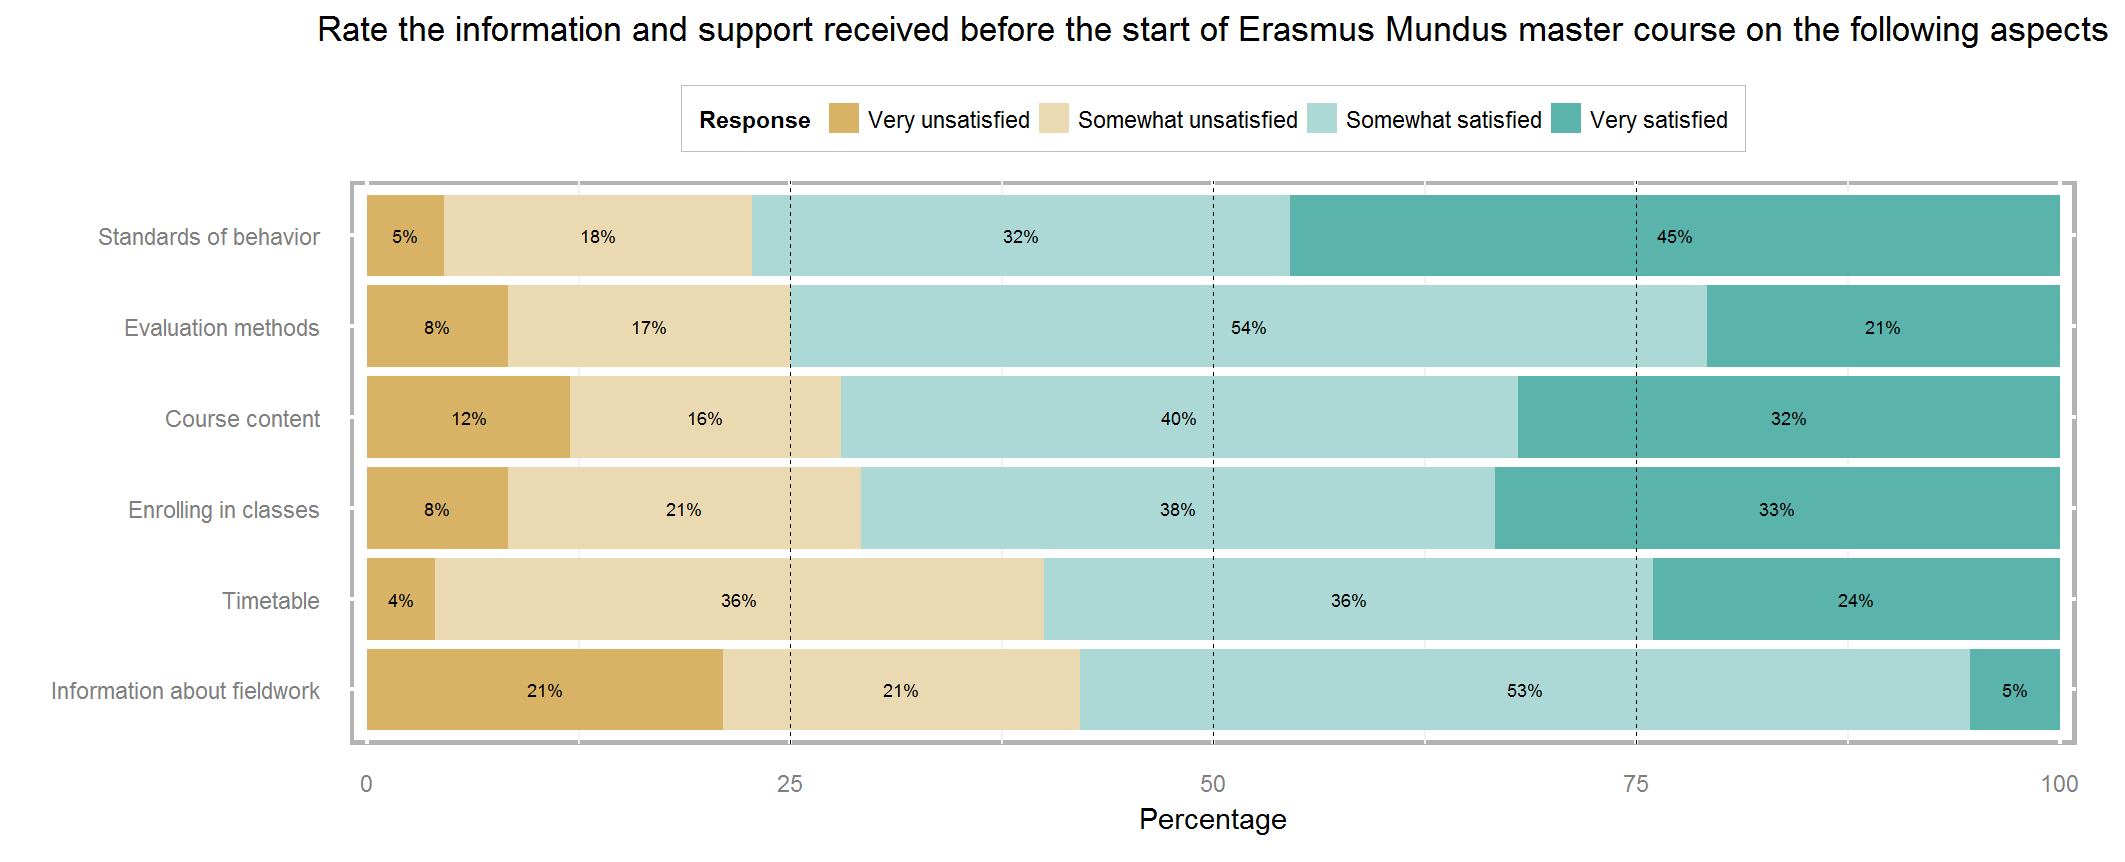 Rate the information and support received before the start of Erasmus Mundus master course on the following aspects
Response Very unsatisfied Somewhat unsatisfied Somewhat satisfied Very satisfied
Standards of behavior 5% 18% 32% 45%
Evaluation methods 8% 17% 54% 21%
Course content 12% 16% 40% 32%
Enrolling in classes 8% 21% 38% 33%
Timetable 4% 36% 36% 24%
Information about fieldwork 21% 21% 53% 5%
0 25 50 75 100
Percentage